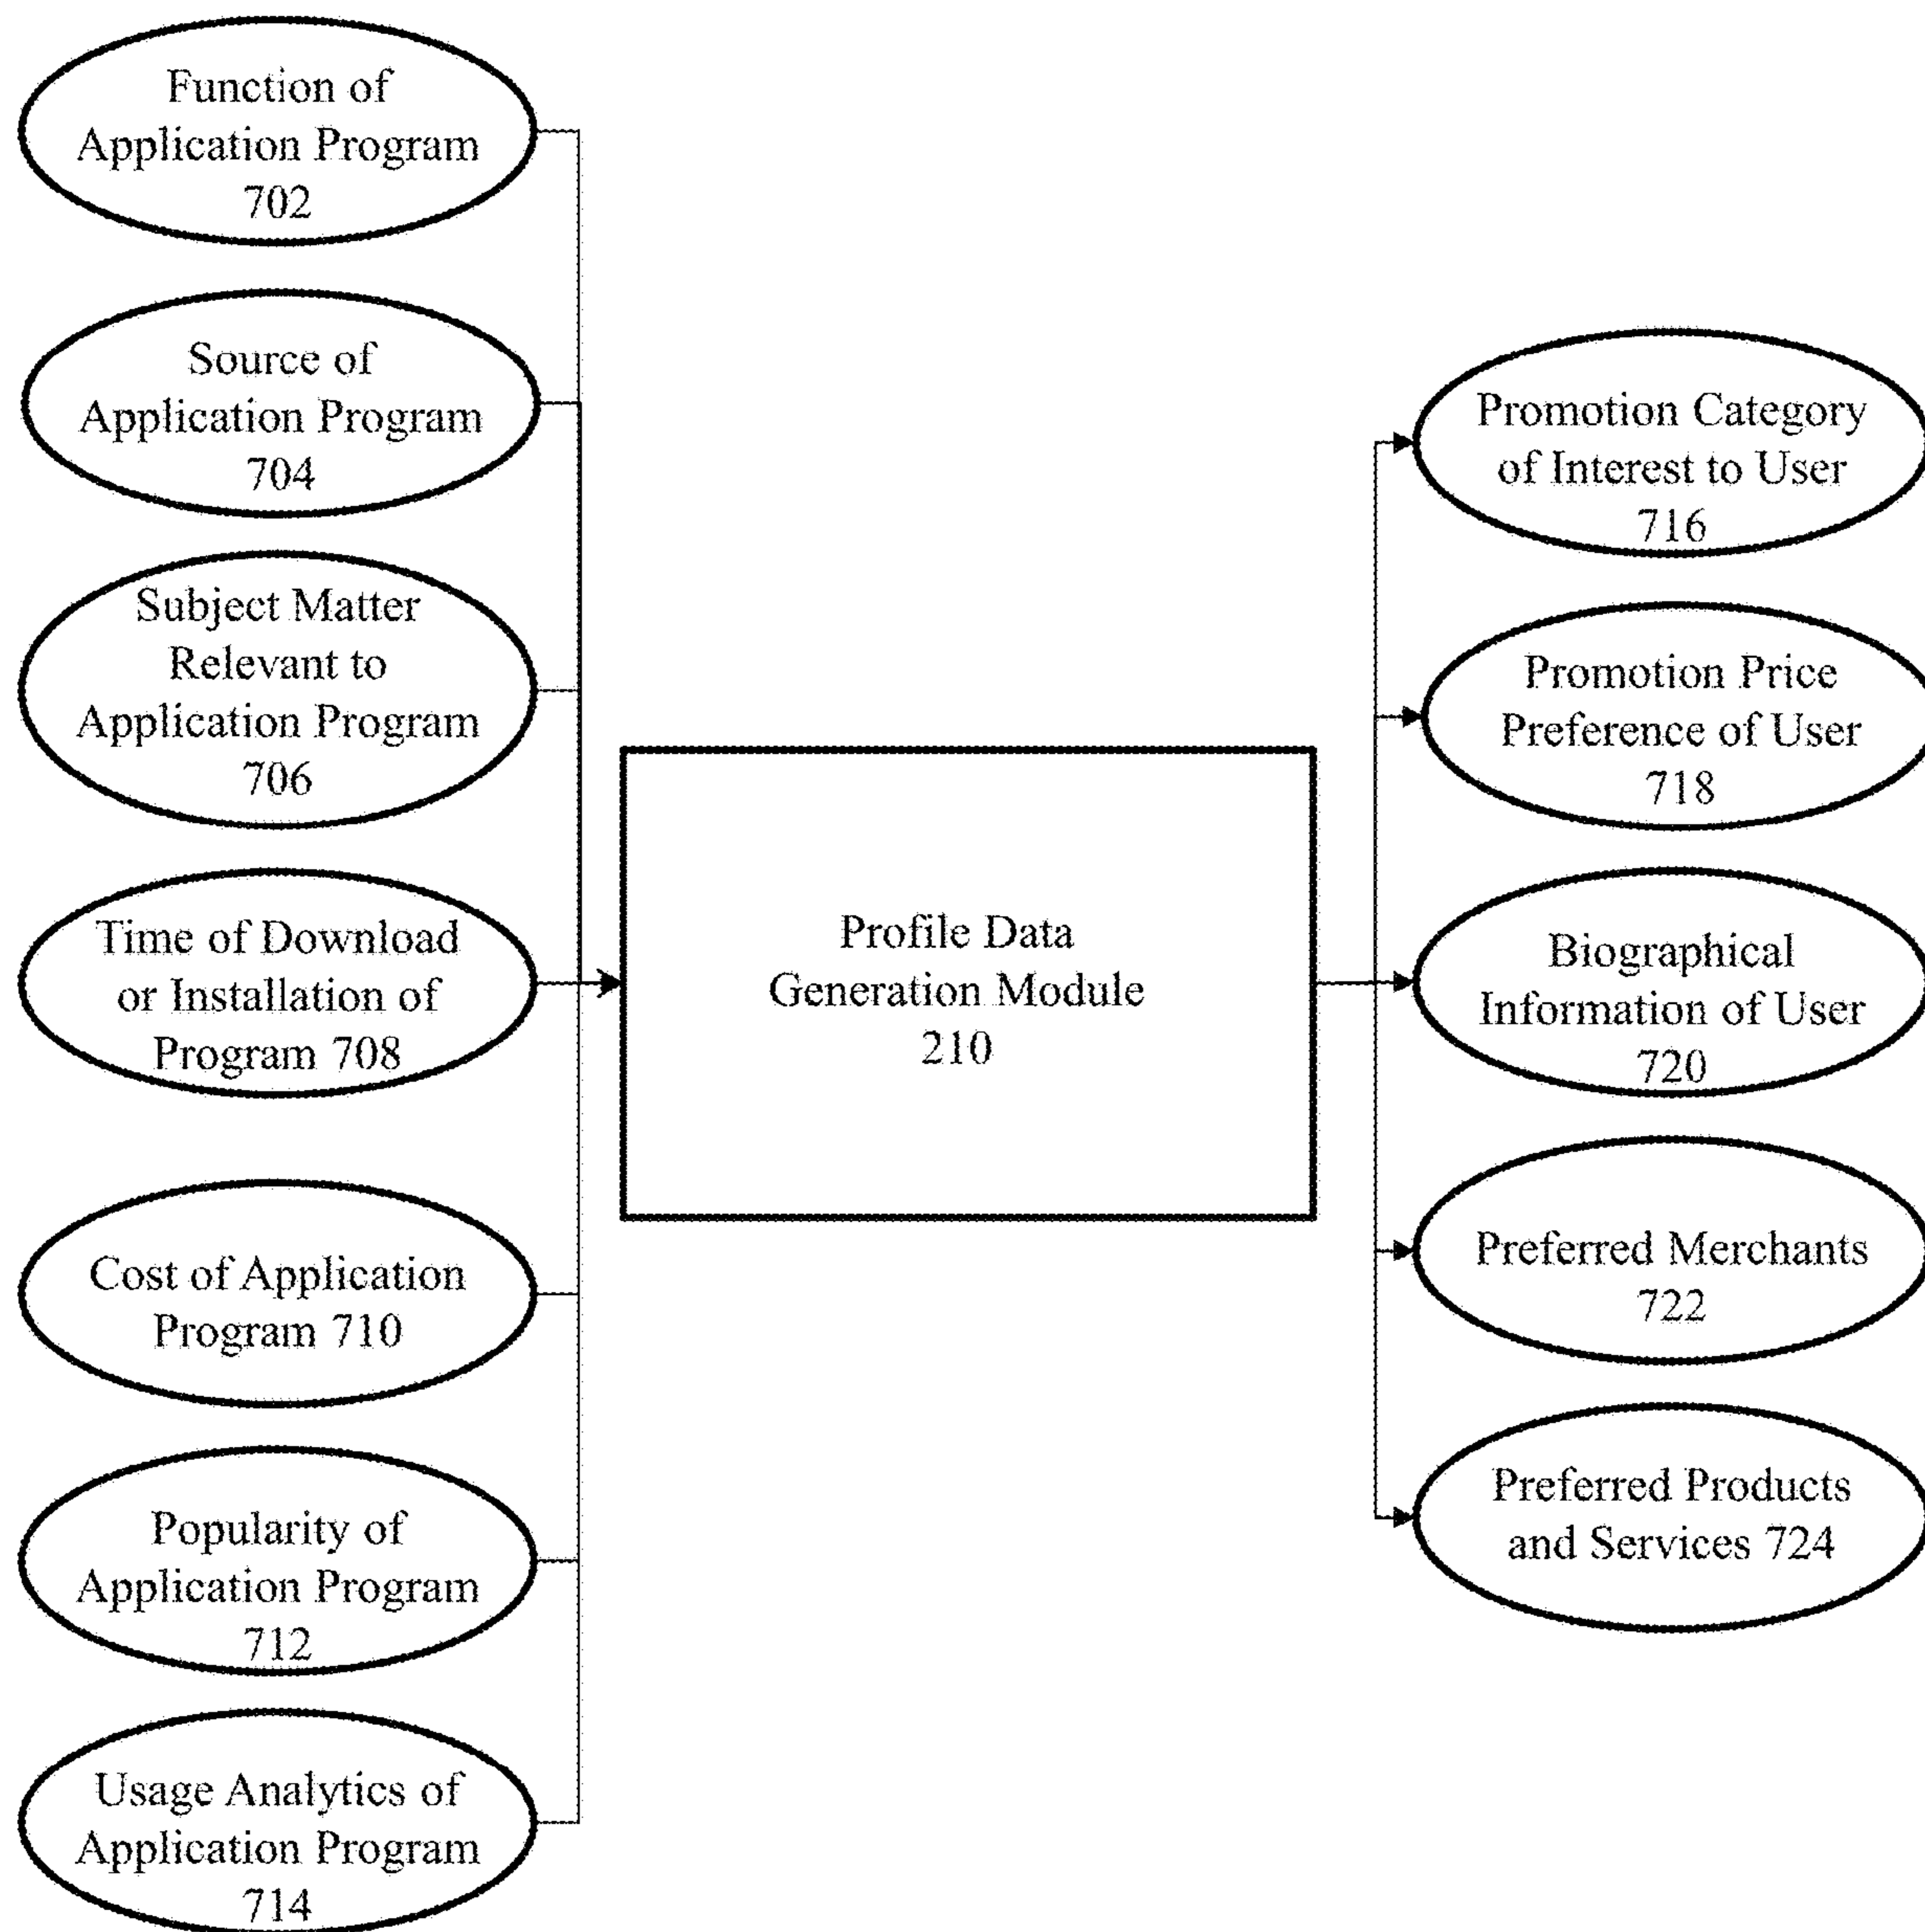 Function of
Application Program
702
Source of
Application Program
704
Subject Matter
Relevant to
Application Program
706
Time of Download
or Installation of
Program 708
Cost of Application
Program 710
Popularity of
Application Program
712
Usage Analytics of
Application Program
714
Profile Data
Generation Module
210
Promotion Category
of Interest to User
716
Promotion Price
Preference of User
718
Biographical
Information of User
720
Preferred Merchants
722
Preferred Products
and Services 724